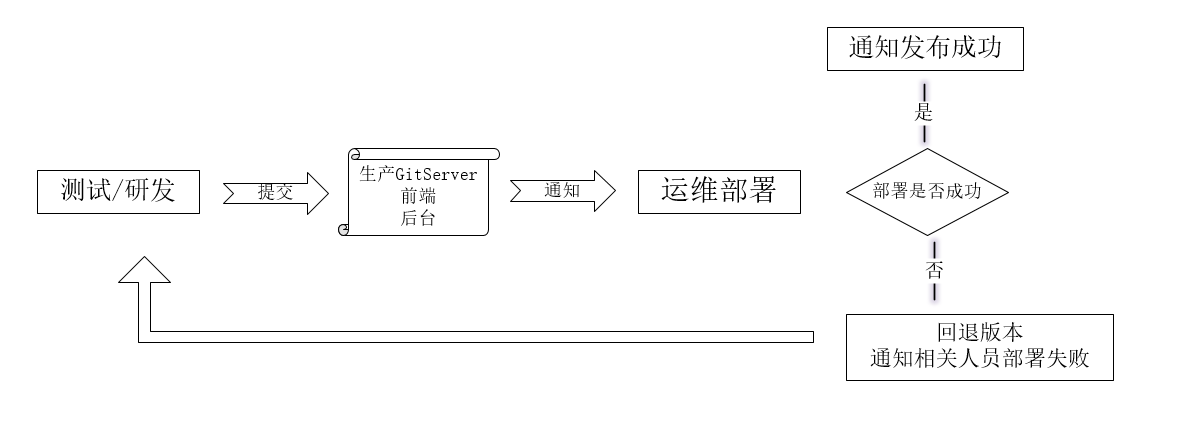 通知发布成功
是
测试/研发
提交
生产GitServer
前端
后台
通知
运维部署
部署是否成功
否
回退版本
通知相关人员部署失败